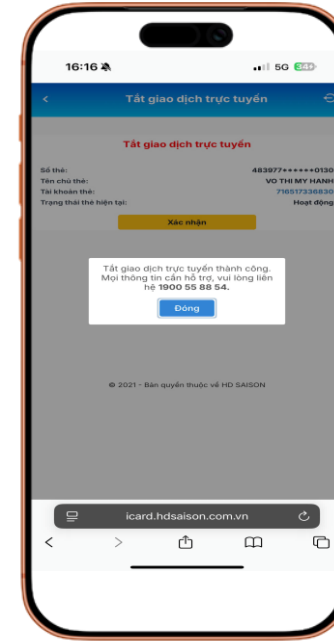 16:16
5G 34
Tắt giao dịch trực tuyến
Tắt giao dịch trực tuyến
Số thẻ: 483977******0130
Tên chủ thẻ: VO THI MY HANH
Tài khoản thẻ: 716517336830
Trạng thái thẻ hiện tại: Hoạt động
Xác nhận
Tắt giao dịch trực tuyến thành công.
Mọi thông tin cần hỗ trợ, vui lòng liên
hệ 1900 55 88 54.
Đóng
© 2021 - Bản quyền thuộc về HD SAISON
icard.hdsaison.com.vn